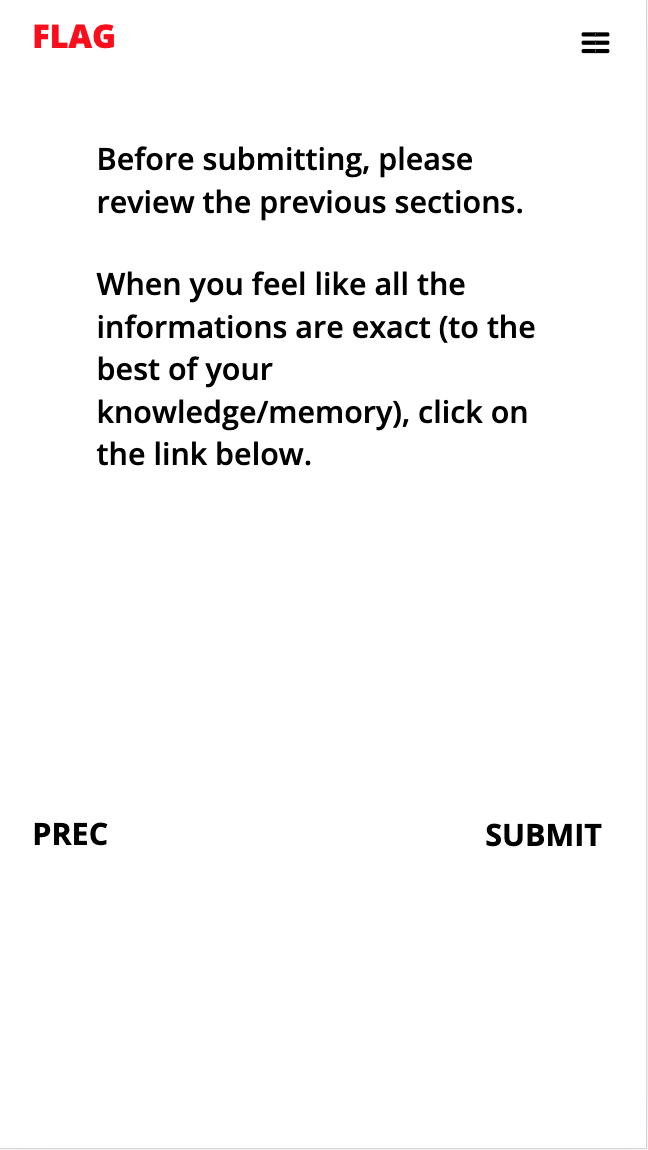 FLAG
Before submitting, please
review the previous sections.
When you feel like all the
informations are exact (to the
best of your
knowledge/memory), click on
the link below.
PREC
SUBMIT